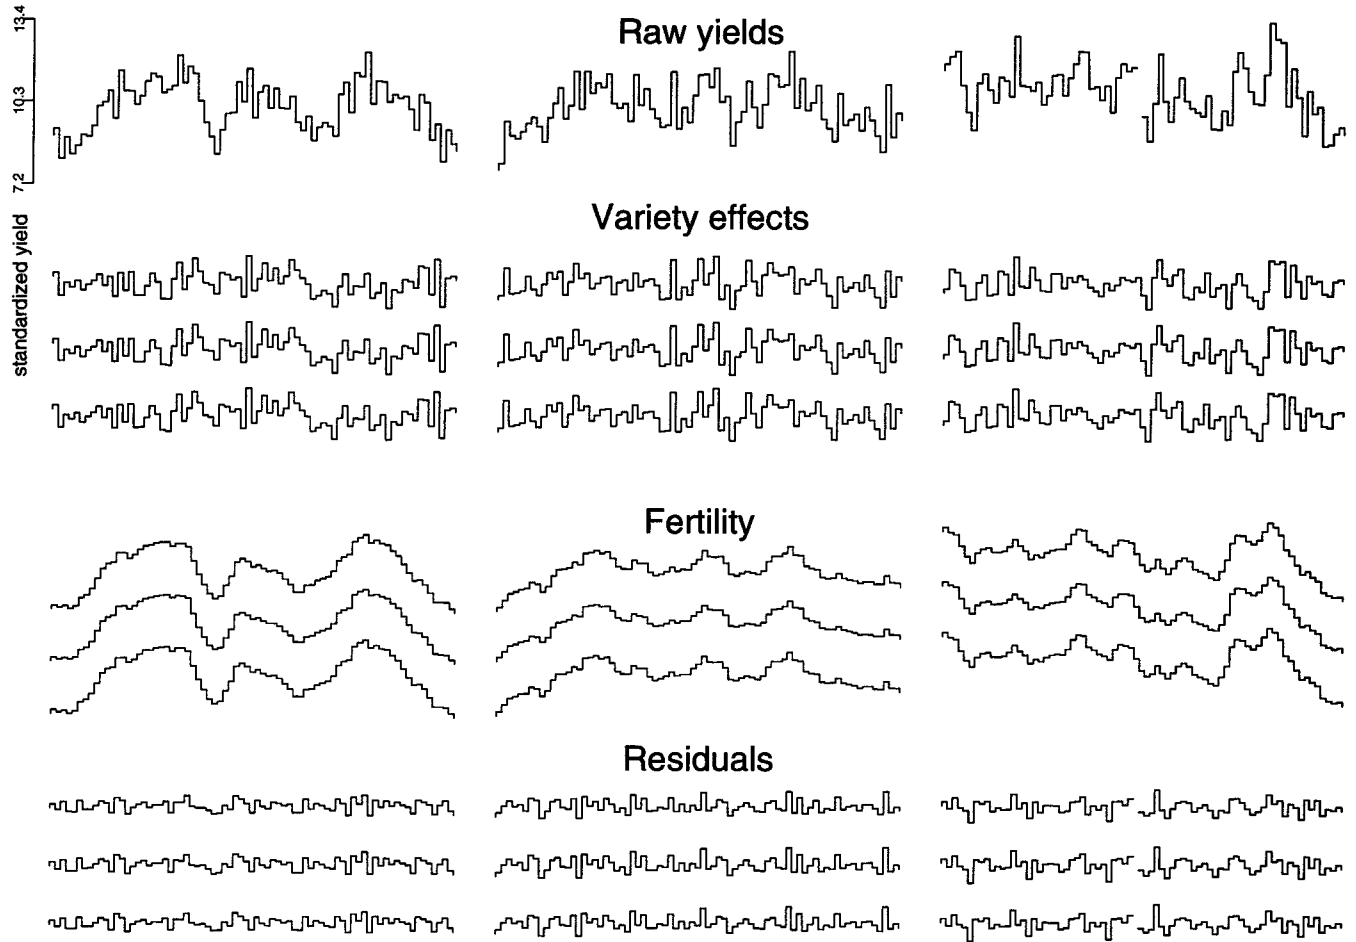 Raw yields
13.4
10.3
7.2
standardized yield
Variety effects
Fertility
Residuals